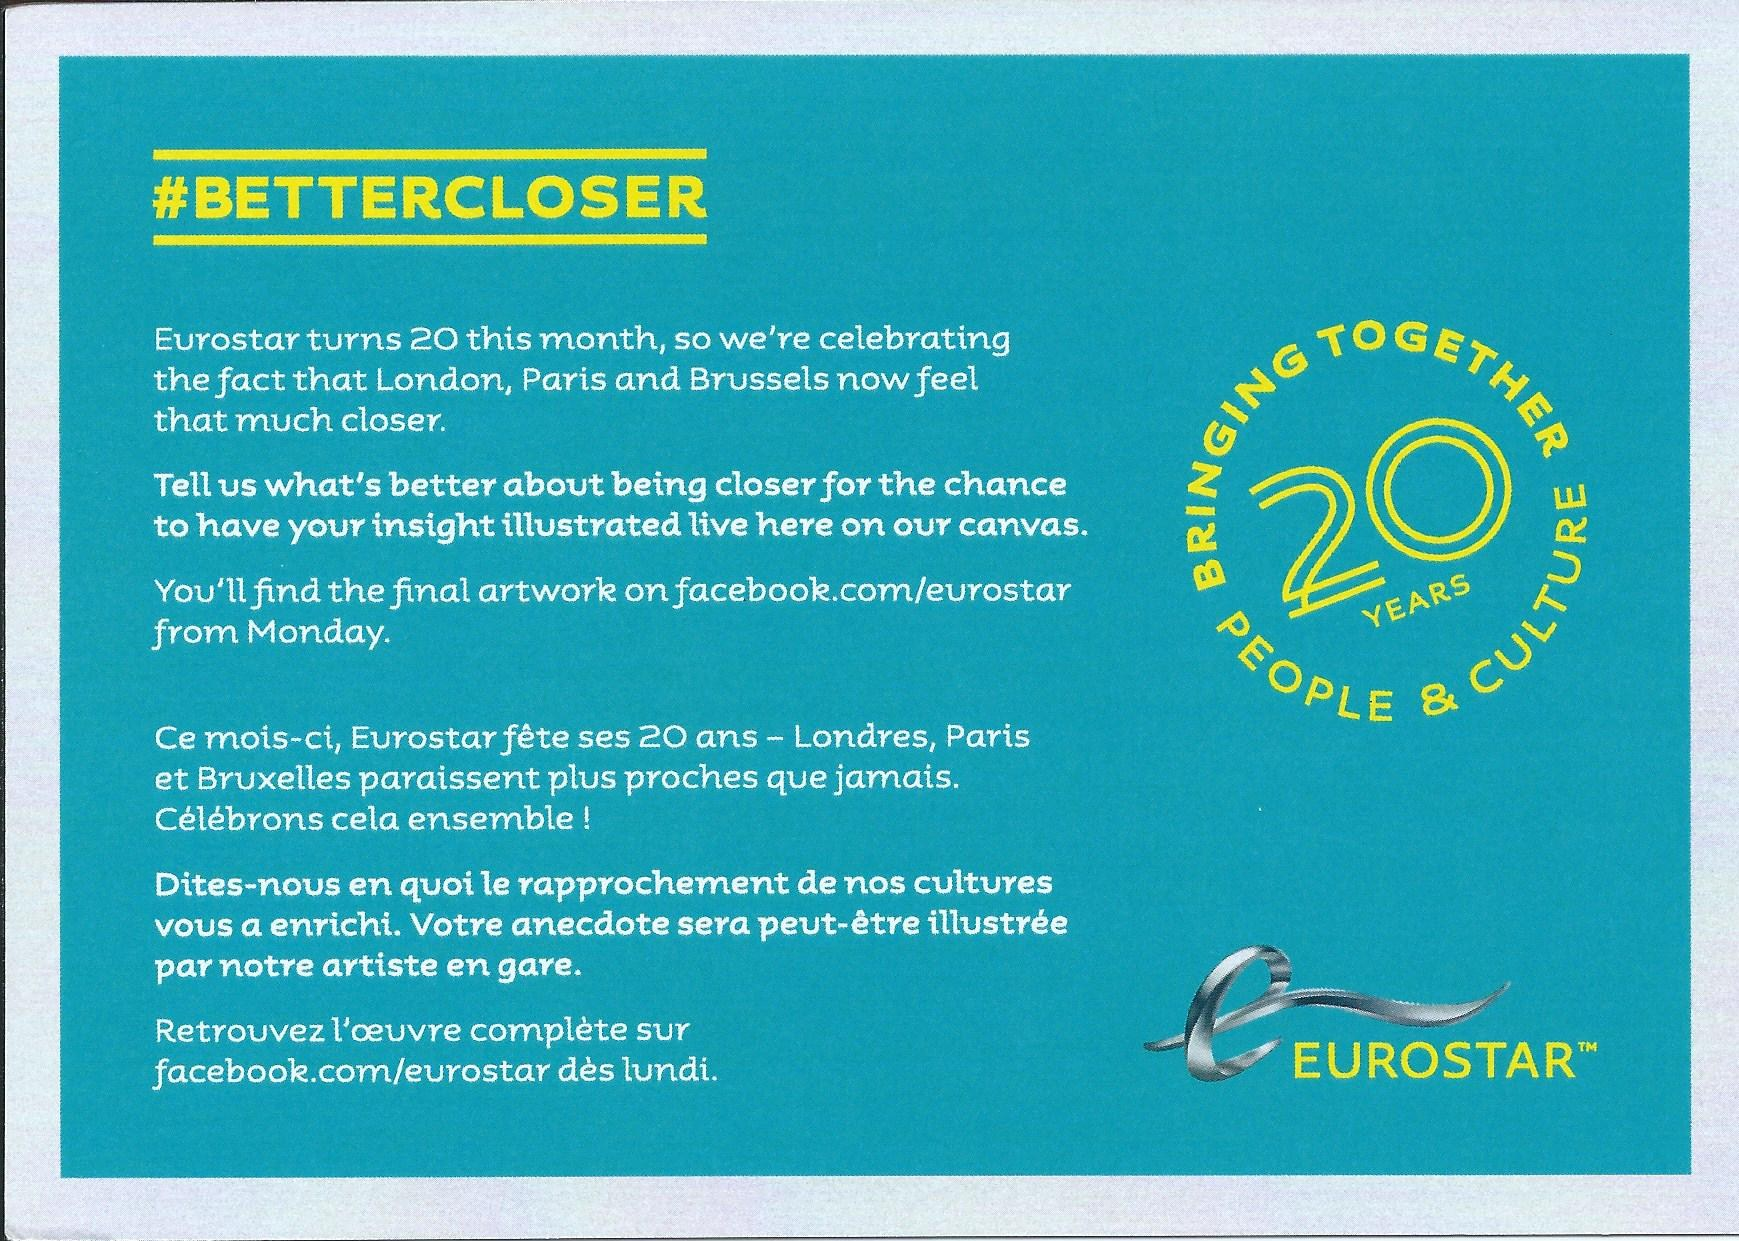 #BETTERCLOSER
Eurostar turns 20 this month, so we're celebrating
the fact that London, Paris and Brussels now feel
that much closer.
Tell us what's better about being closer for the chance
to have your insight illustrated live here on our canvas.
You'll find the final artwork on facebook.com/eurostar
from Monday.
Ce mois-ci, Eurostar fête ses 20 ans – Londres, Paris
et Bruxelles paraissent plus proches que jamais.
Célébrons cela ensemble !
Dites-nous en quoi le rapprochement de nos cultures
vous a enrichi. Votre anecdote sera peut-être illustrée
par notre artiste en gare.
Retrouvez l'œuvre complète sur
facebook.com/eurostar dès lundi.
BRINGING TOGETHER
PEOPLE & CULTURE
20
YEARS
EUROSTAR™